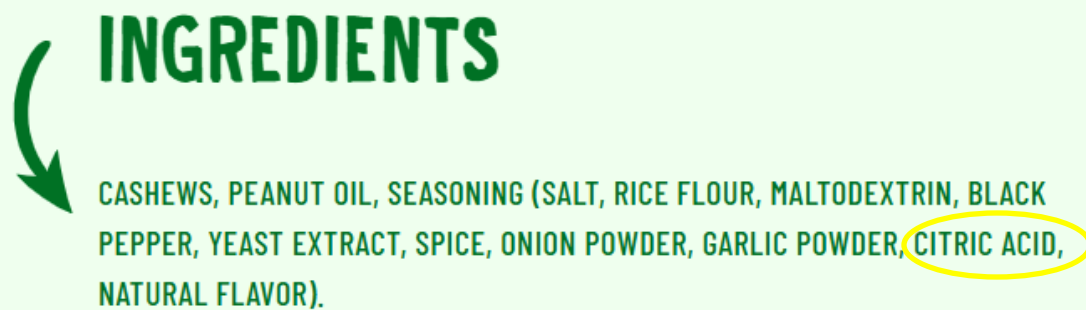 INGREDIENTS
CASHEWS, PEANUT OIL, SEASONING (SALT, RICE FLOUR, MALTODEXTRIN, BLACK
PEPPER, YEAST EXTRACT, SPICE, ONION POWDER, GARLIC POWDER, CITRIC ACID,
NATURAL FLAVOR).